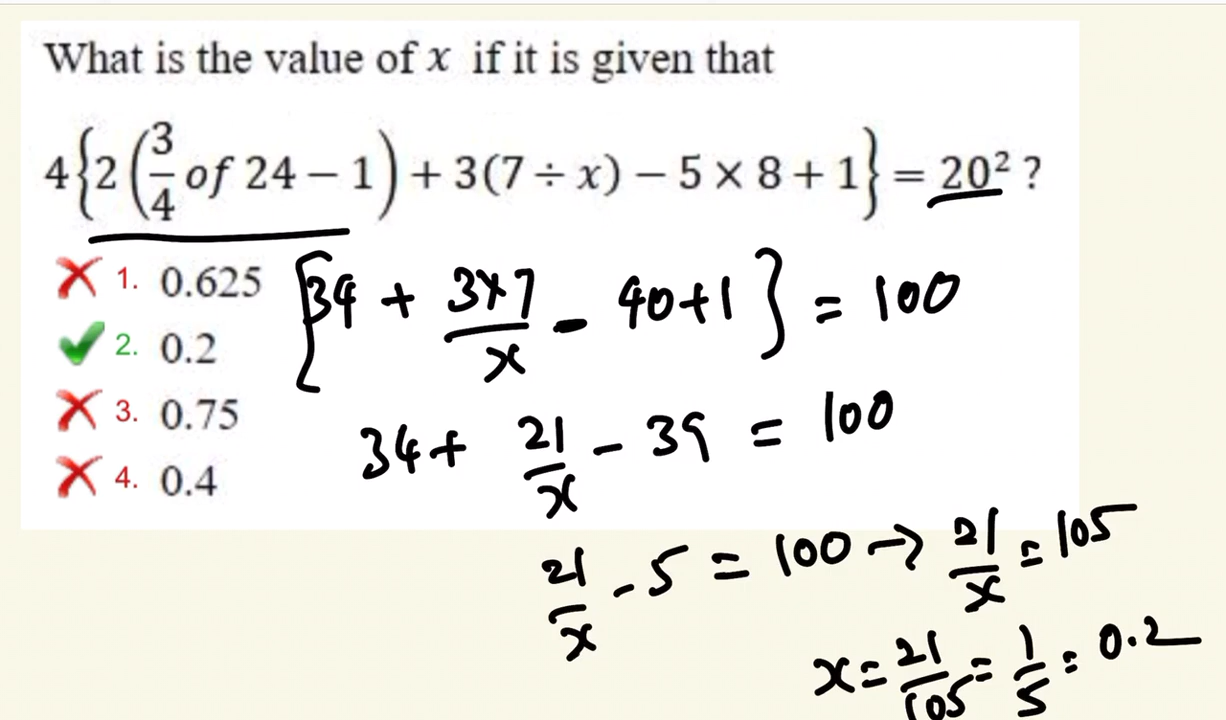 What is the value of x if it is given that
4{2(3/4 of 24 − 1) + 3(7 ÷ x) − 5 × 8 + 1} = 20² ?
1. 0.625
[34 + 3×7/x − 40+1} = 100
2. 0.2
3. 0.75
34+ 21/x − 39 = 100
4. 0.4
21/x − 5 = 100 → 21/x = 105
x = 21/105 = 1/5 = 0.2